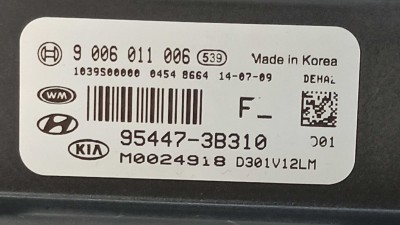 9 006 011 006 539 Made in Korea
1039S00000 0454 8664 14-07-09 DEHAZ
WM
F_
KIA
95447-3B310 D01
M0024918 D301V12LM